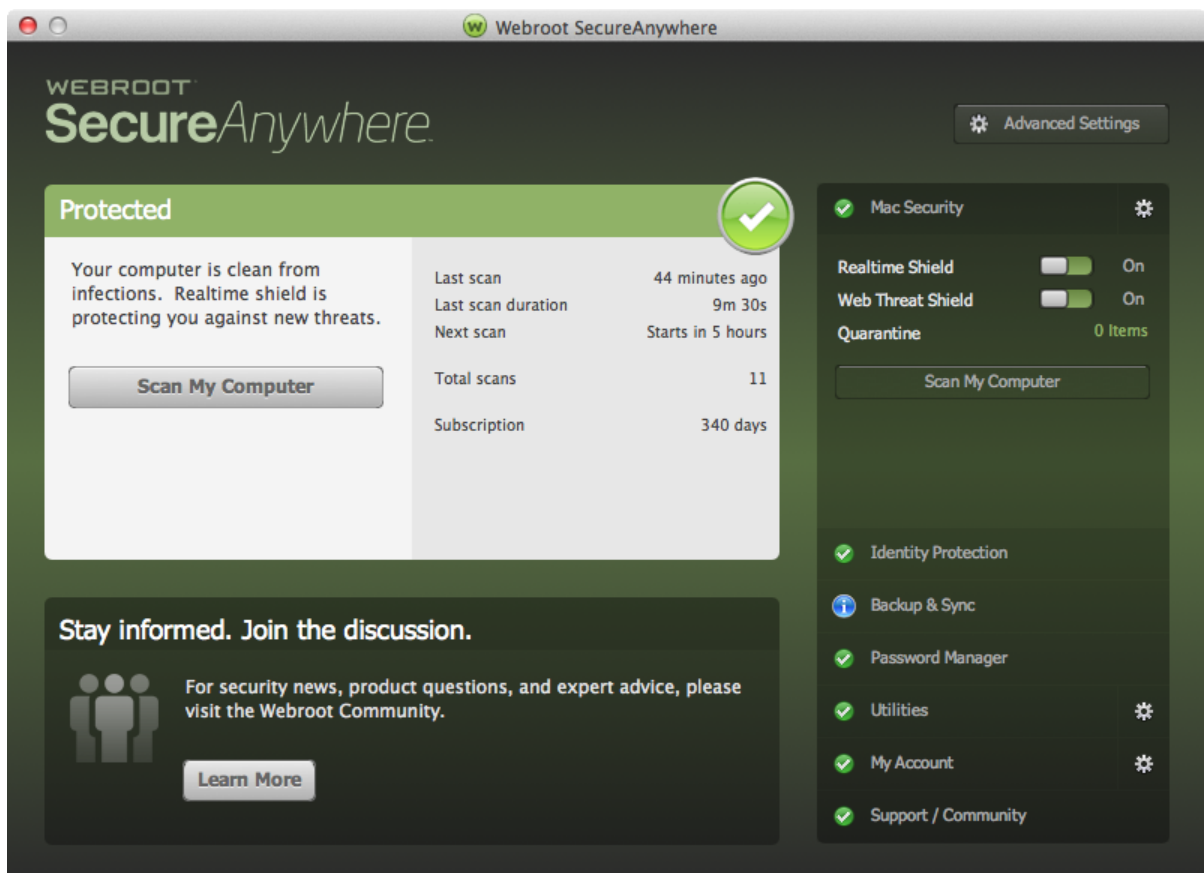 Webroot SecureAnywhere
WEBROOT
SecureAnywhere
Advanced Settings
Protected
Your computer is clean from
infections. Realtime shield is
protecting you against new threats.
Scan My Computer
Last scan 44 minutes ago
Last scan duration 9m 30s
Next scan Starts in 5 hours
Total scans 11
Subscription 340 days
Stay informed. Join the discussion.
For security news, product questions, and expert advice, please
visit the Webroot Community.
Learn More
Mac Security
Realtime Shield On
Web Threat Shield On
Quarantine 0 Items
Scan My Computer
Identity Protection
Backup & Sync
Password Manager
Utilities
My Account
Support / Community